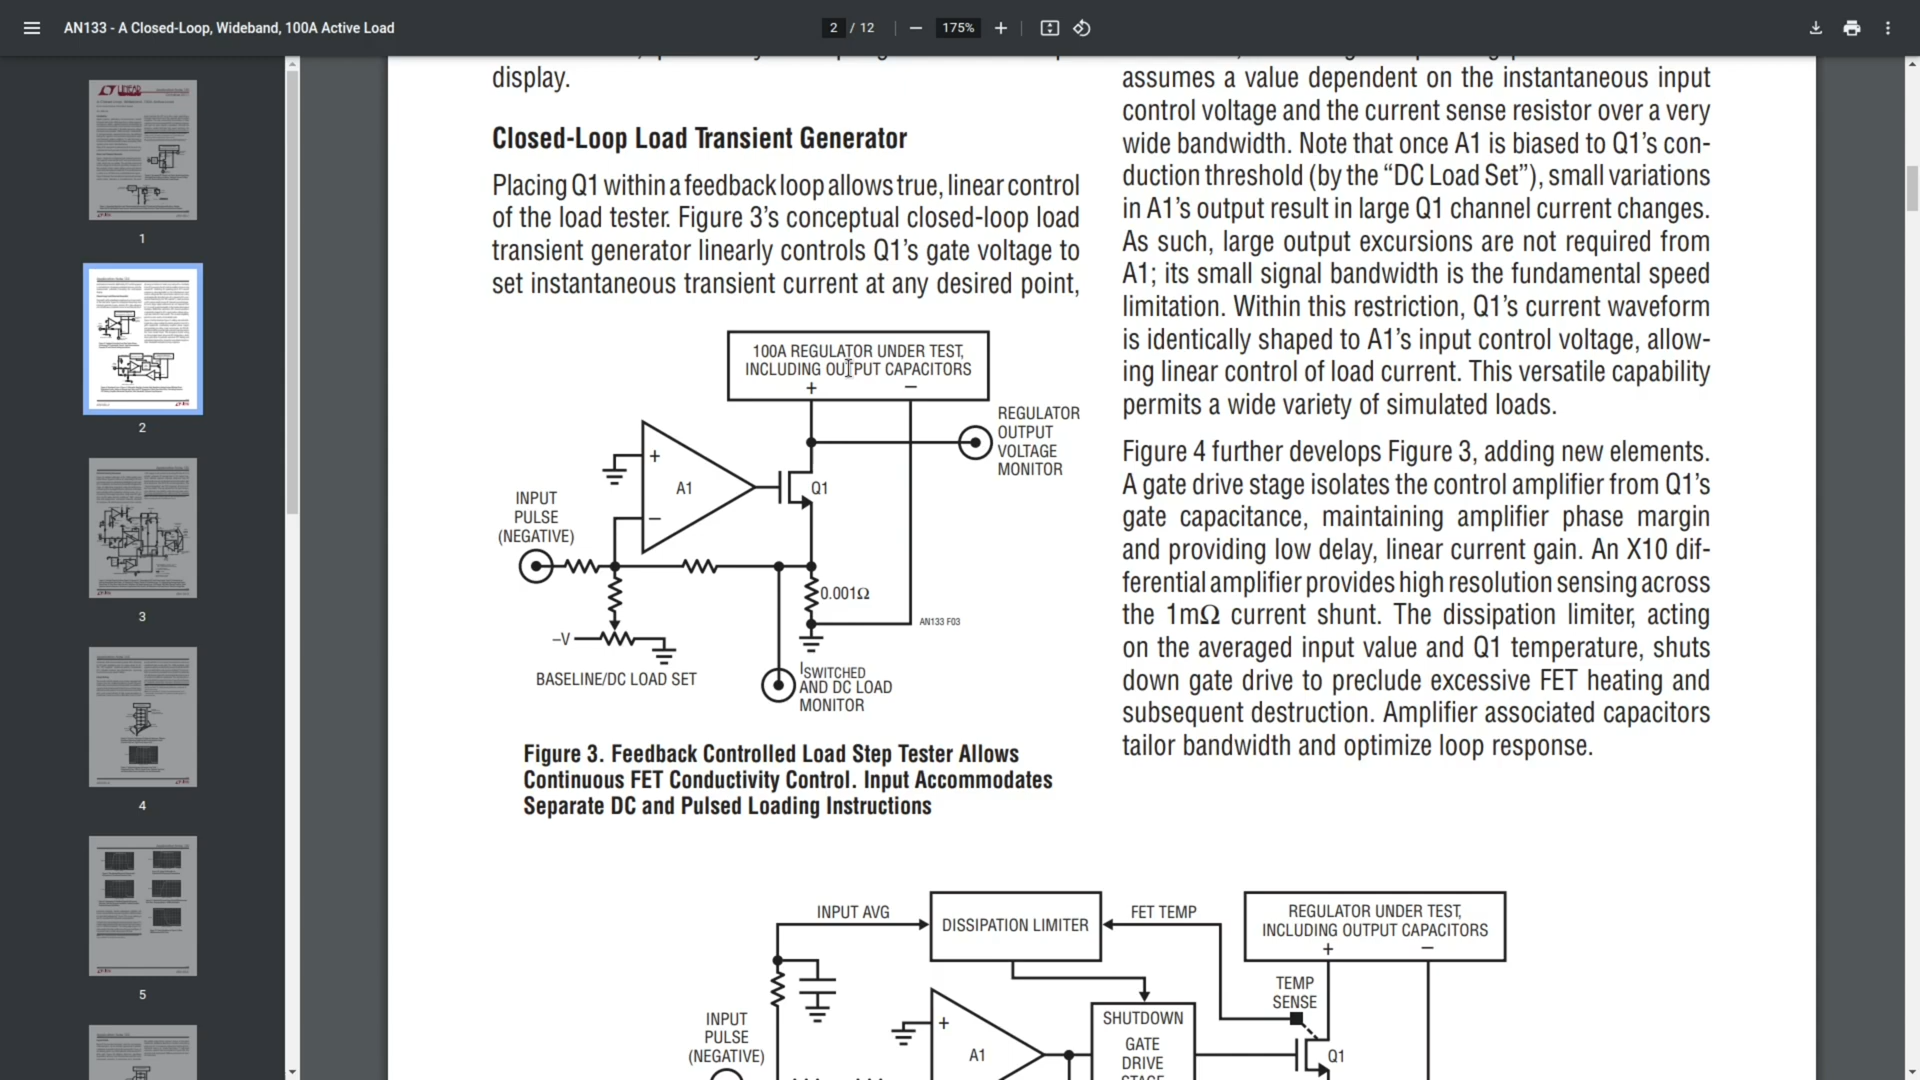 AN133 - A Closed-Loop, Wideband, 100A Active Load
2 / 12
175%
1
2
3
4
5
display.
Closed-Loop Load Transient Generator
Placing Q1 within a feedback loop allows true, linear control
of the load tester. Figure 3's conceptual closed-loop load
transient generator linearly controls Q1's gate voltage to
set instantaneous transient current at any desired point,
100A REGULATOR UNDER TEST,
INCLUDING OUTPUT CAPACITORS
+ –
REGULATOR
OUTPUT
VOLTAGE
MONITOR
+
A1
–
Q1
INPUT
PULSE
(NEGATIVE)
0.001Ω
AN133 F03
–V
BASELINE/DC LOAD SET
ISWITCHED
AND DC LOAD
MONITOR
Figure 3. Feedback Controlled Load Step Tester Allows
Continuous FET Conductivity Control. Input Accommodates
Separate DC and Pulsed Loading Instructions
assumes a value dependent on the instantaneous input
control voltage and the current sense resistor over a very
wide bandwidth. Note that once A1 is biased to Q1's con-
duction threshold (by the “DC Load Set”), small variations
in A1's output result in large Q1 channel current changes.
As such, large output excursions are not required from
A1; its small signal bandwidth is the fundamental speed
limitation. Within this restriction, Q1's current waveform
is identically shaped to A1's input control voltage, allow-
ing linear control of load current. This versatile capability
permits a wide variety of simulated loads.
Figure 4 further develops Figure 3, adding new elements.
A gate drive stage isolates the control amplifier from Q1's
gate capacitance, maintaining amplifier phase margin
and providing low delay, linear current gain. An X10 dif-
ferential amplifier provides high resolution sensing across
the 1mΩ current shunt. The dissipation limiter, acting
on the averaged input value and Q1 temperature, shuts
down gate drive to preclude excessive FET heating and
subsequent destruction. Amplifier associated capacitors
tailor bandwidth and optimize loop response.
INPUT AVG
DISSIPATION LIMITER
FET TEMP
REGULATOR UNDER TEST,
INCLUDING OUTPUT CAPACITORS
+ –
TEMP
SENSE
INPUT
PULSE
(NEGATIVE)
+
A1
SHUTDOWN
GATE
DRIVE
STAGE
Q1